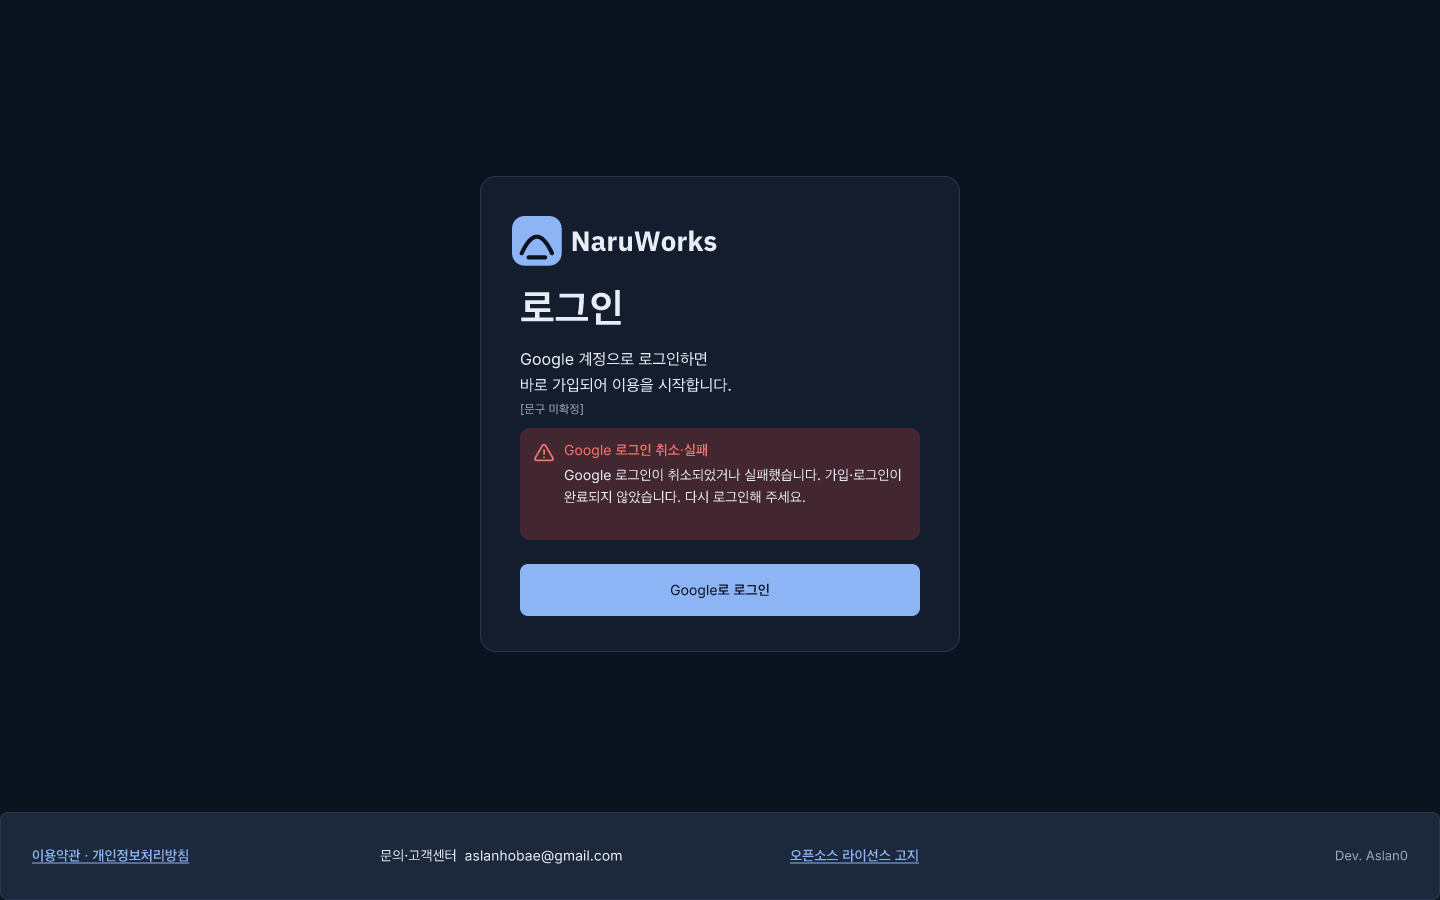 NaruWorks
로그인
Google 계정으로 로그인하면
바로 가입되어 이용을 시작합니다.
[문구 미확정]
Google 로그인 취소·실패
Google 로그인이 취소되었거나 실패했습니다. 가입·로그인이
완료되지 않았습니다. 다시 로그인해 주세요.
Google로 로그인
이용약관 · 개인정보처리방침
문의·고객센터 aslanhobae@gmail.com
오픈소스 라이선스 고지
Dev. Aslan0